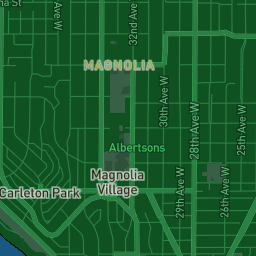 na St
32nd Ave W
Ave W
MAGNOLIA
30th Ave W
28th Ave W
25th Ave W
Albertsons
Magnolia
Village
Carleton Park
29th Ave W
26th Ave W